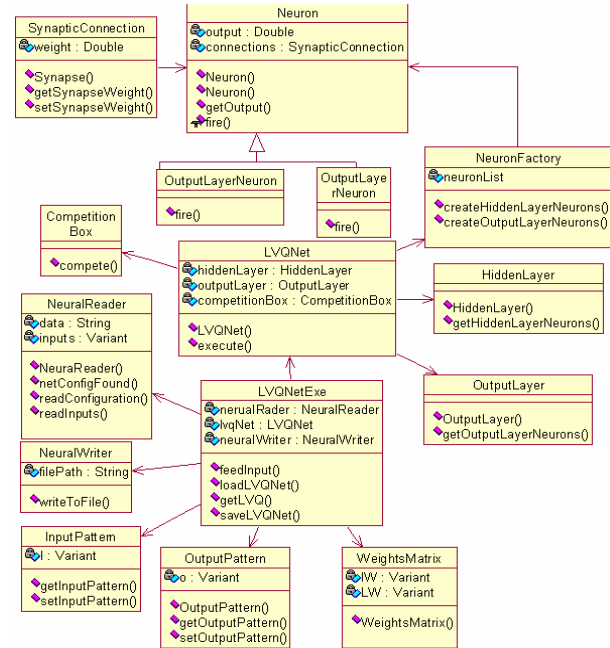 Neuron
output : Double
connections : SynapticConnection
Neuron()
Neuron()
getOutput()
fire()
SynapticConnection
weight : Double
Synapse()
getSynapseWeight()
setSynapseWeight()
OutputLayerNeuron
fire()
OutputLay
erNeuron
fire()
NeuronFactory
neuronList
createHiddenLayerNeurons()
createOutputLayerNeurons()
Competition
Box
compete()
LVQNet
hiddenLayer : HiddenLayer
outputLayer : OutputLayer
competitionBox : CompetitionBox
LVQNet()
execute()
HiddenLayer
HiddenLayer()
getHiddenLayerNeurons()
NeuralReader
data : String
inputs : Variant
NeuraReader()
netConfigFound()
readConfiguration()
readInputs()
OutputLayer
OutputLayer()
getOutputLayerNeurons()
LVQNetExe
nerualRader : NeuralReader
lvqNet : LVQNet
neuralWriter : NeuralWriter
feedInput()
loadLVQNet()
getLVQ()
saveLVQNet()
NeuralWriter
filePath : String
writeToFile()
InputPattern
I : Variant
getInputPattern()
setInputPattern()
OutputPattern
o : Variant
OutputPattern()
getOutputPattern()
setOutputPattern()
WeightsMatrix
IW : Variant
LW : Variant
WeightsMatrix()